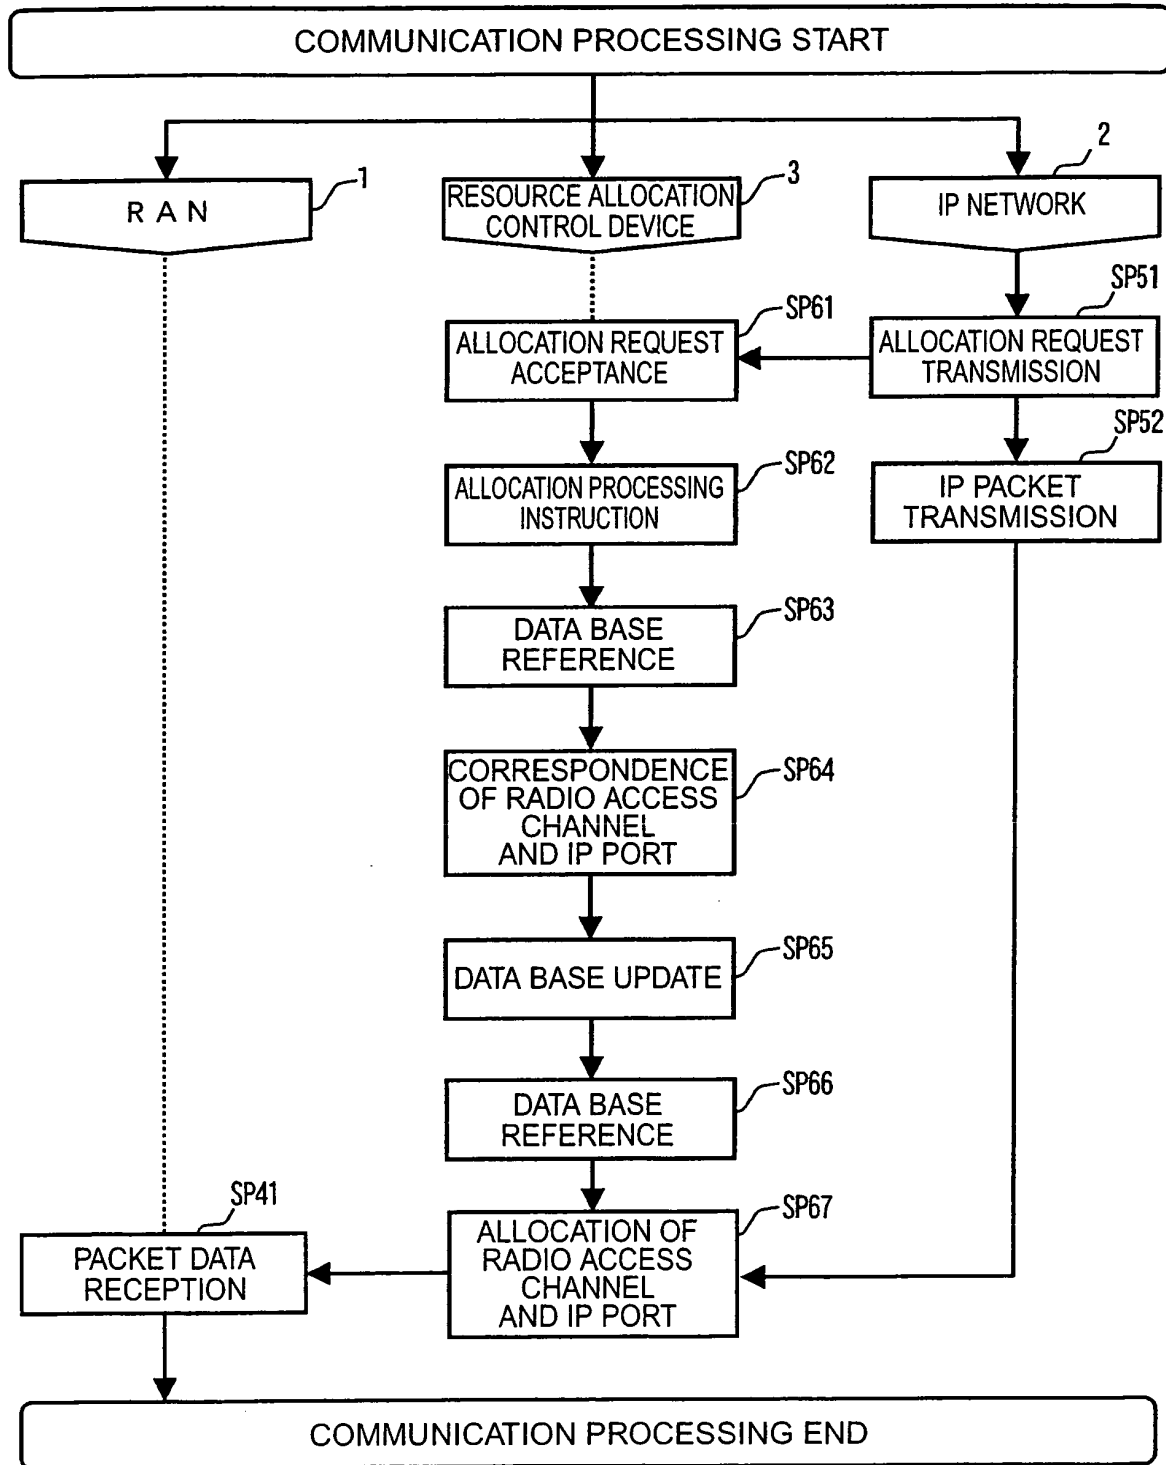 COMMUNICATION PROCESSING START
1
R A N
3
RESOURCE ALLOCATION
CONTROL DEVICE
2
IP NETWORK
SP61
ALLOCATION REQUEST
ACCEPTANCE
SP51
ALLOCATION REQUEST
TRANSMISSION
SP62
ALLOCATION PROCESSING
INSTRUCTION
SP52
IP PACKET
TRANSMISSION
SP63
DATA BASE
REFERENCE
SP64
CORRESPONDENCE
OF RADIO ACCESS
CHANNEL
AND IP PORT
SP65
DATA BASE UPDATE
SP66
DATA BASE
REFERENCE
SP41
PACKET DATA
RECEPTION
SP67
ALLOCATION OF
RADIO ACCESS
CHANNEL
AND IP PORT
COMMUNICATION PROCESSING END